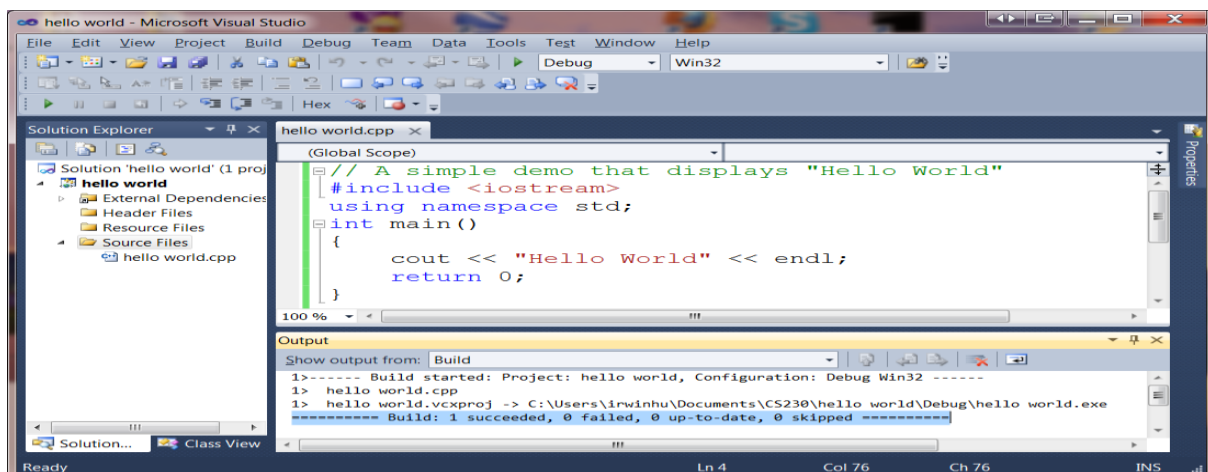 hello world - Microsoft Visual Studio
File Edit View Project Build Debug Team Data Tools Test Window Help
Debug Win32
Hex
Solution Explorer
Solution 'hello world' (1 proj
hello world
External Dependencies
Header Files
Resource Files
Source Files
hello world.cpp
Solution... Class View
hello world.cpp
(Global Scope)
// A simple demo that displays "Hello World"
#include <iostream>
using namespace std;
int main()
{
cout << "Hello World" << endl;
return 0;
}
100 %
Output
Show output from: Build
1>------ Build started: Project: hello world, Configuration: Debug Win32 ------
1> hello world.cpp
1> hello world.vcxproj -> C:\Users\irwinhu\Documents\CS230\hello world\Debug\hello world.exe
========== Build: 1 succeeded, 0 failed, 0 up-to-date, 0 skipped ==========
Properties
Ready Ln 4 Col 76 Ch 76 INS